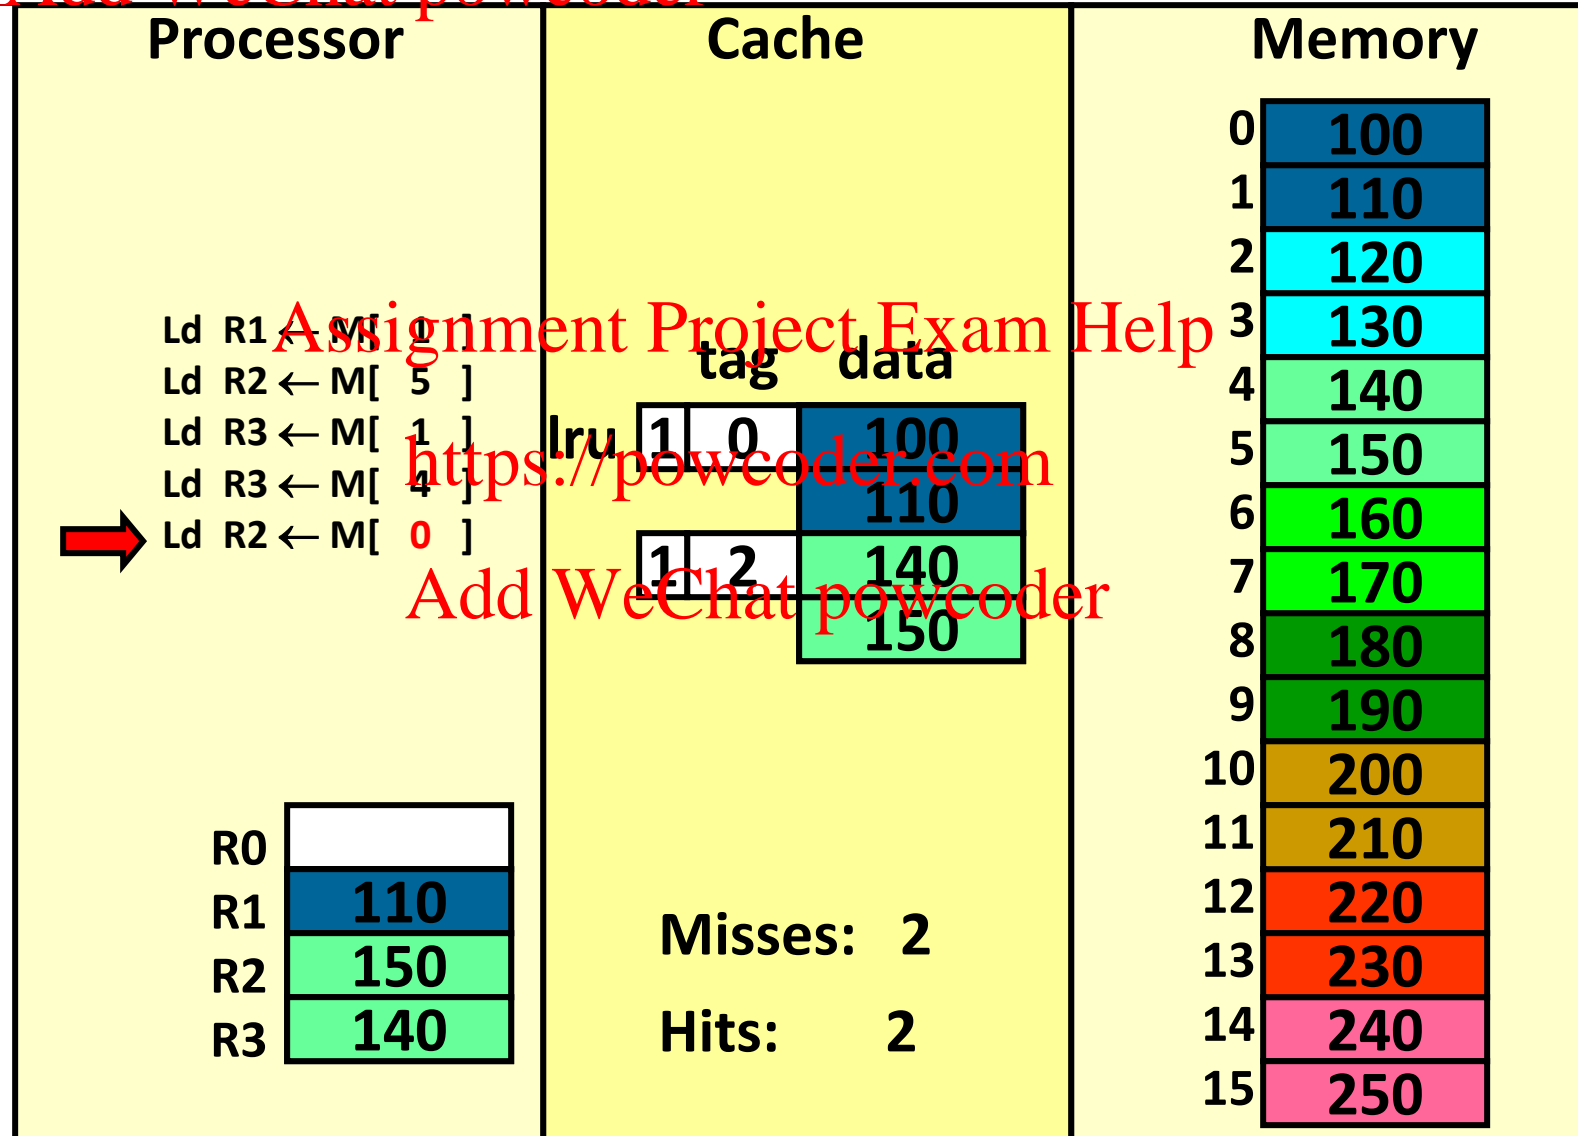 Add WeChat powcoder
Processor
Cache
Memory
Ld R1 ← M[ 1 ]
Ld R2 ← M[ 5 ]
Ld R3 ← M[ 1 ]
Ld R3 ← M[ 4 ]
Ld R2 ← M[ 0 ]
Assignment Project Exam Help
https://powcoder.com
Add WeChat powcoder
R0
R1 110
R2 150
R3 140
tag data
lru 1 0 100
110
1 2 140
150
Misses: 2
Hits: 2
0 100
1 110
2 120
3 130
4 140
5 150
6 160
7 170
8 180
9 190
10 200
11 210
12 220
13 230
14 240
15 250